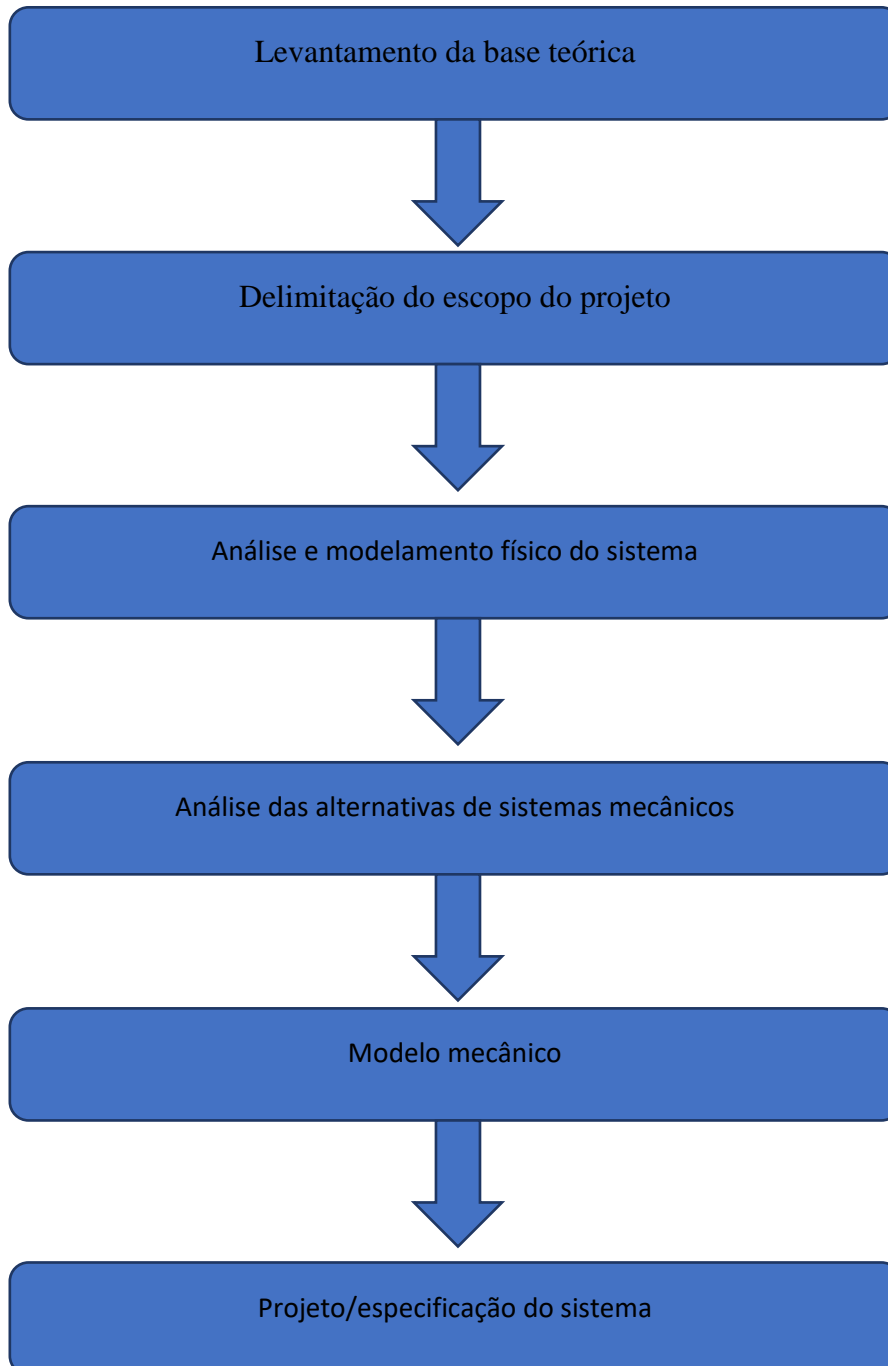 Levantamento da base teórica
Delimitação do escopo do projeto
Análise e modelamento físico do sistema
Análise das alternativas de sistemas mecânicos
Modelo mecânico
Projeto/especificação do sistema